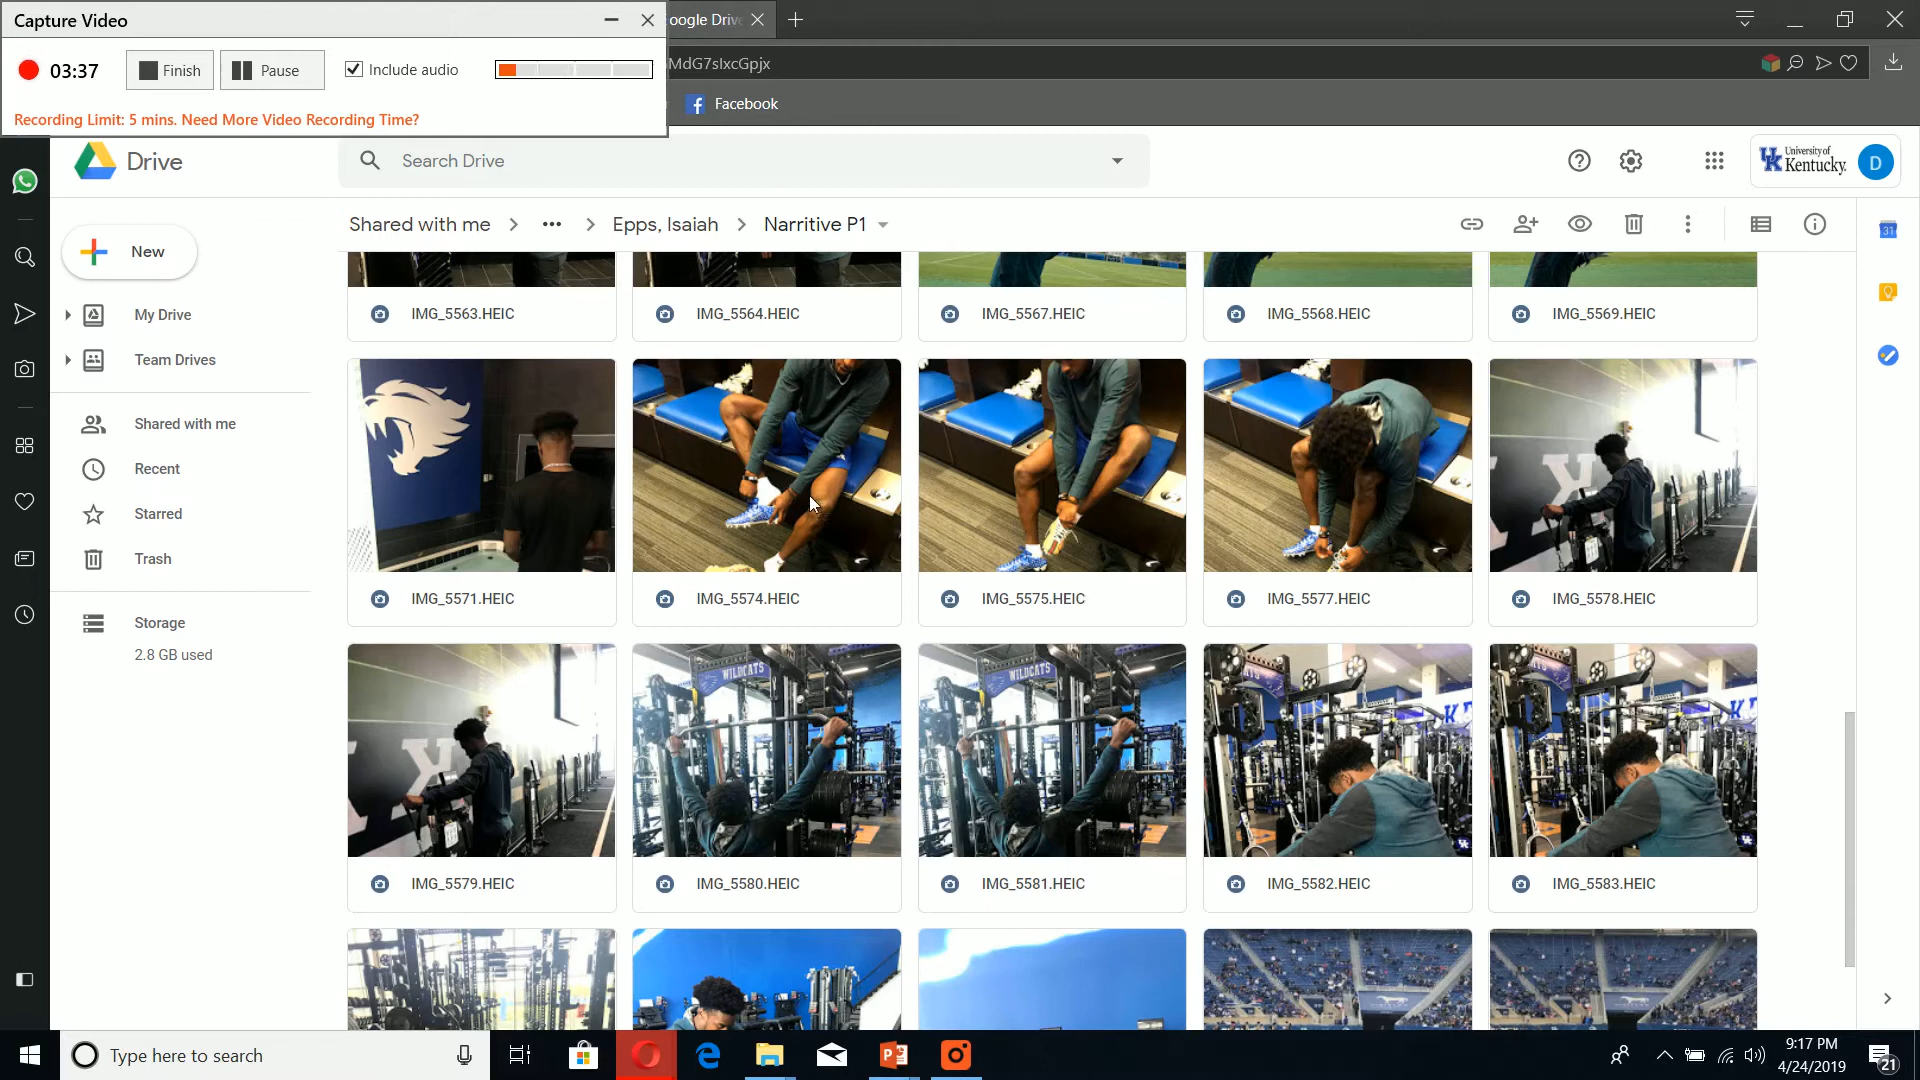 Capture Video
03:37
Finish
Pause
Include audio
Recording Limit: 5 mins. Need More Video Recording Time?
oogle Driv
MdG7sIxcGpjx
Facebook
Drive
Search Drive
University of
Kentucky.
D
Shared with me
Epps, Isaiah
Narritive P1
31
New
My Drive
Team Drives
Shared with me
Recent
Starred
Trash
Storage
2.8 GB used
IMG_5563.HEIC
IMG_5564.HEIC
IMG_5567.HEIC
IMG_5568.HEIC
IMG_5569.HEIC
IMG_5571.HEIC
IMG_5574.HEIC
IMG_5575.HEIC
IMG_5577.HEIC
IMG_5578.HEIC
WILDCATS
WILDCATS
IMG_5579.HEIC
IMG_5580.HEIC
IMG_5581.HEIC
IMG_5582.HEIC
IMG_5583.HEIC
Type here to search
9:17 PM
4/24/2019
21